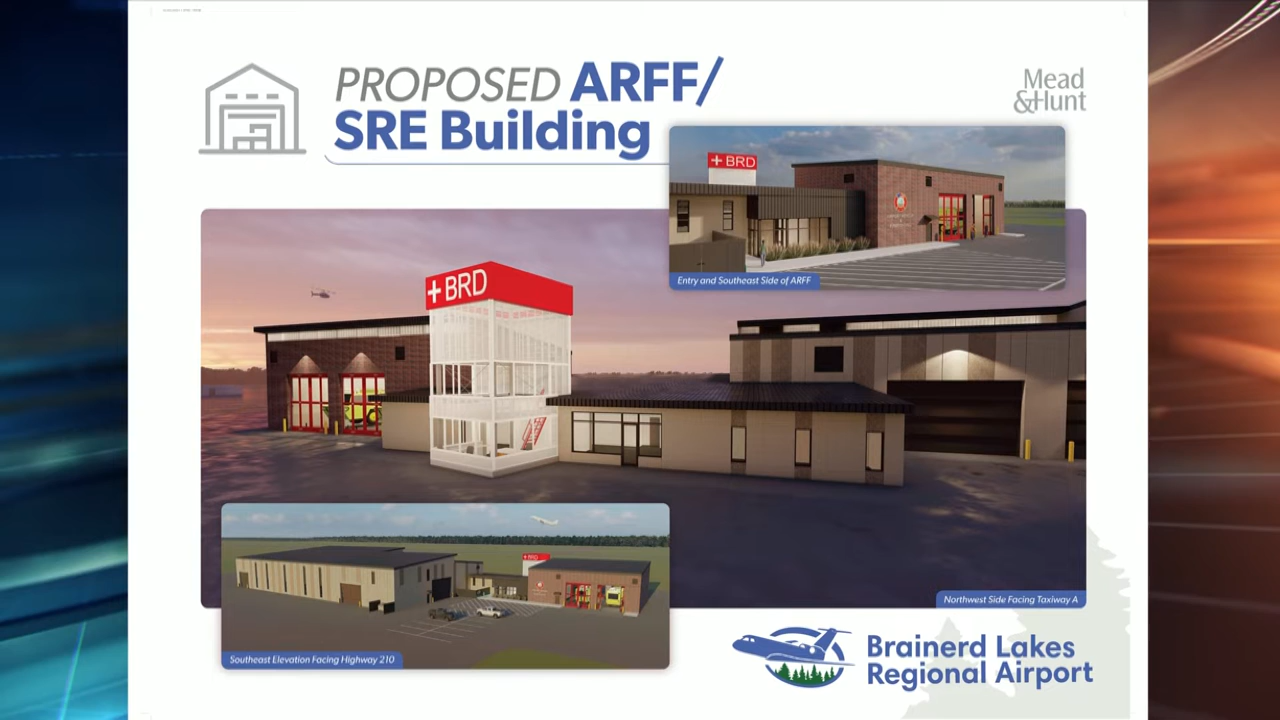 PROPOSED ARFF/
SRE Building
Mead
&Hunt
+ BRD
Entry and Southeast Side of ARFF
+BRD
+BRD
Northwest Side Facing Taxiway A
Southeast Elevation Facing Highway 210
Brainerd Lakes
Regional Airport